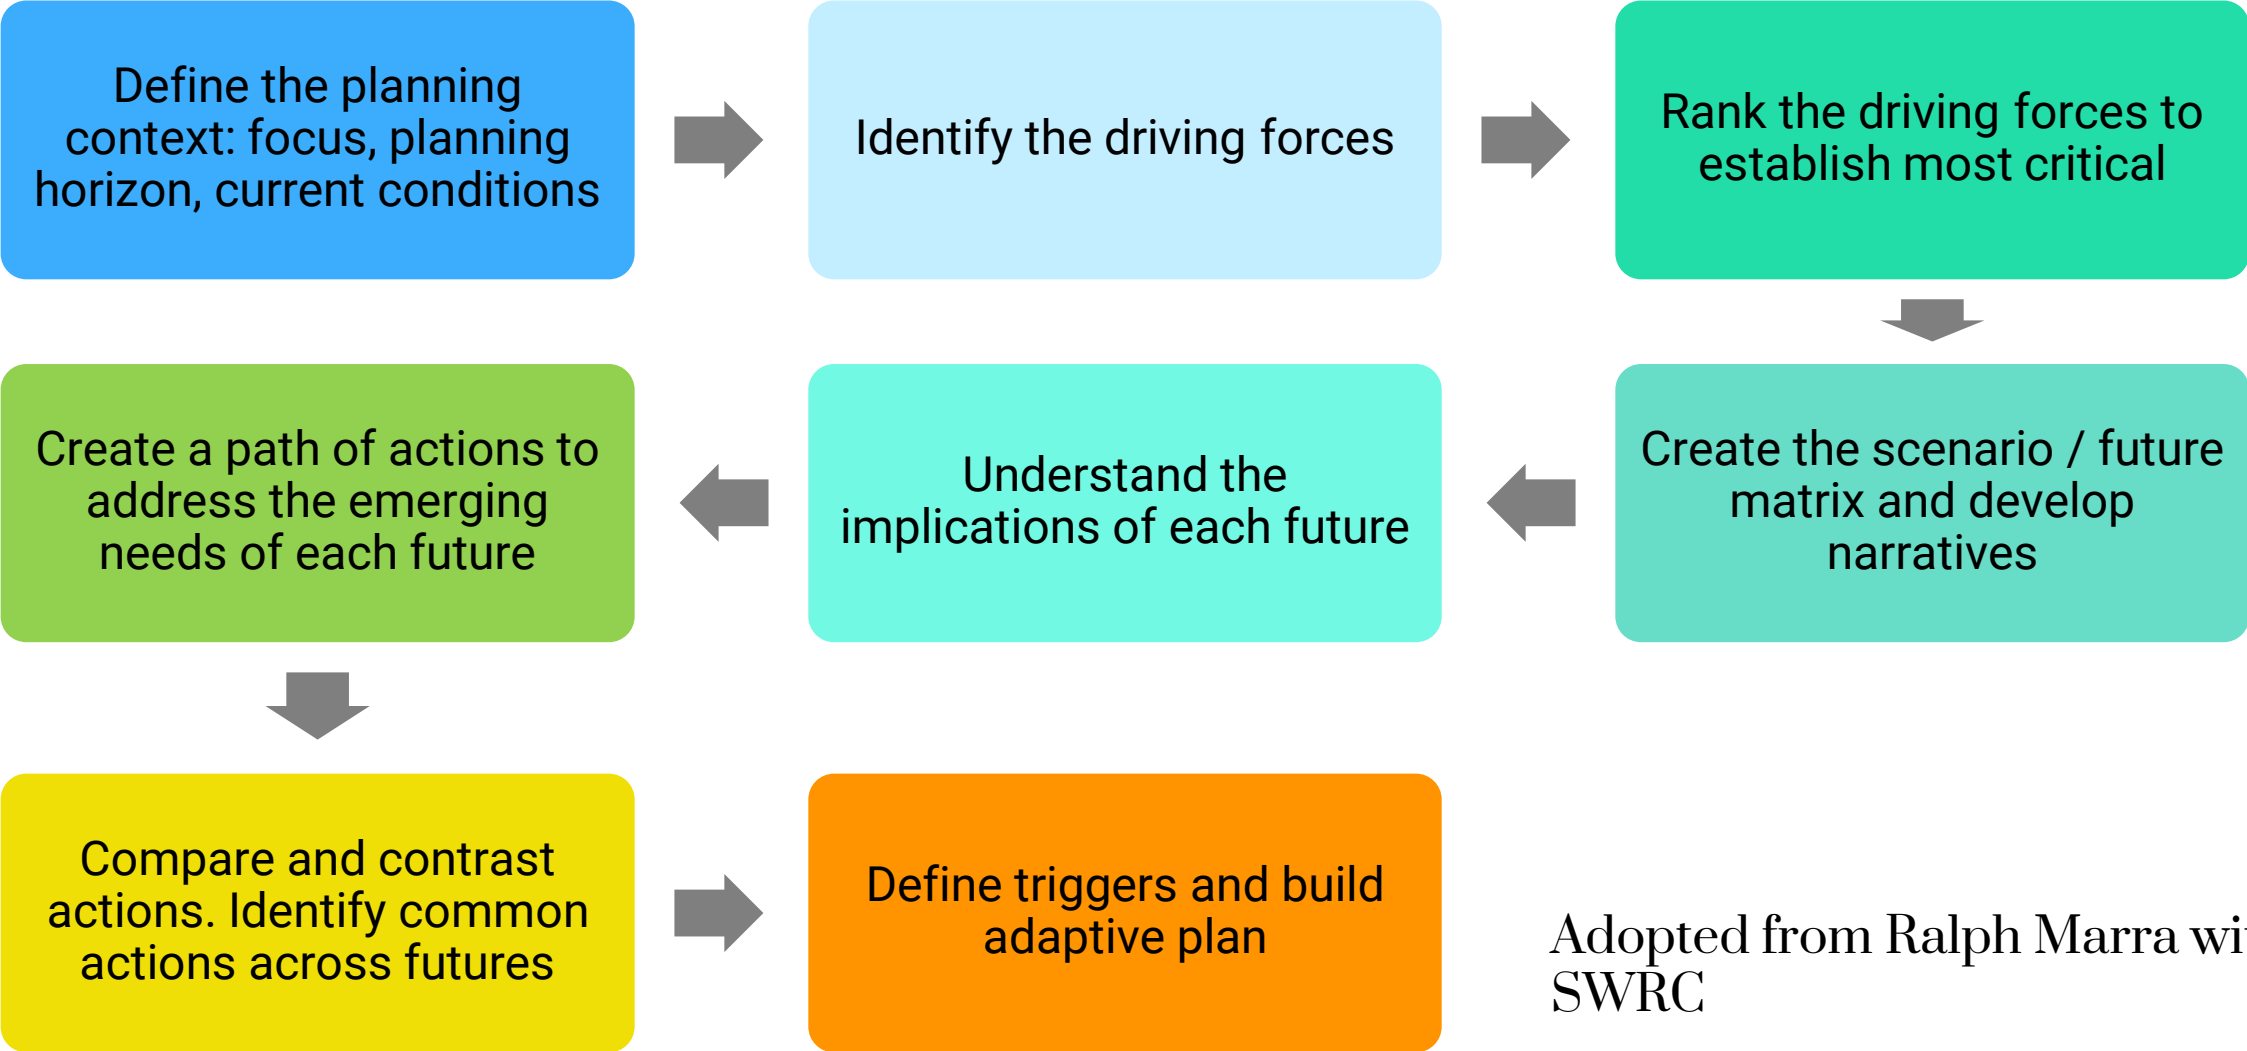 Define the planning
context: focus, planning
horizon, current conditions
Identify the driving forces
Rank the driving forces to
establish most critical
Create the scenario / future
matrix and develop
narratives
Understand the
implications of each future
Create a path of actions to
address the emerging
needs of each future
Compare and contrast
actions. Identify common
actions across futures
Define triggers and build
adaptive plan
Adopted from Ralph Marra
SWRC